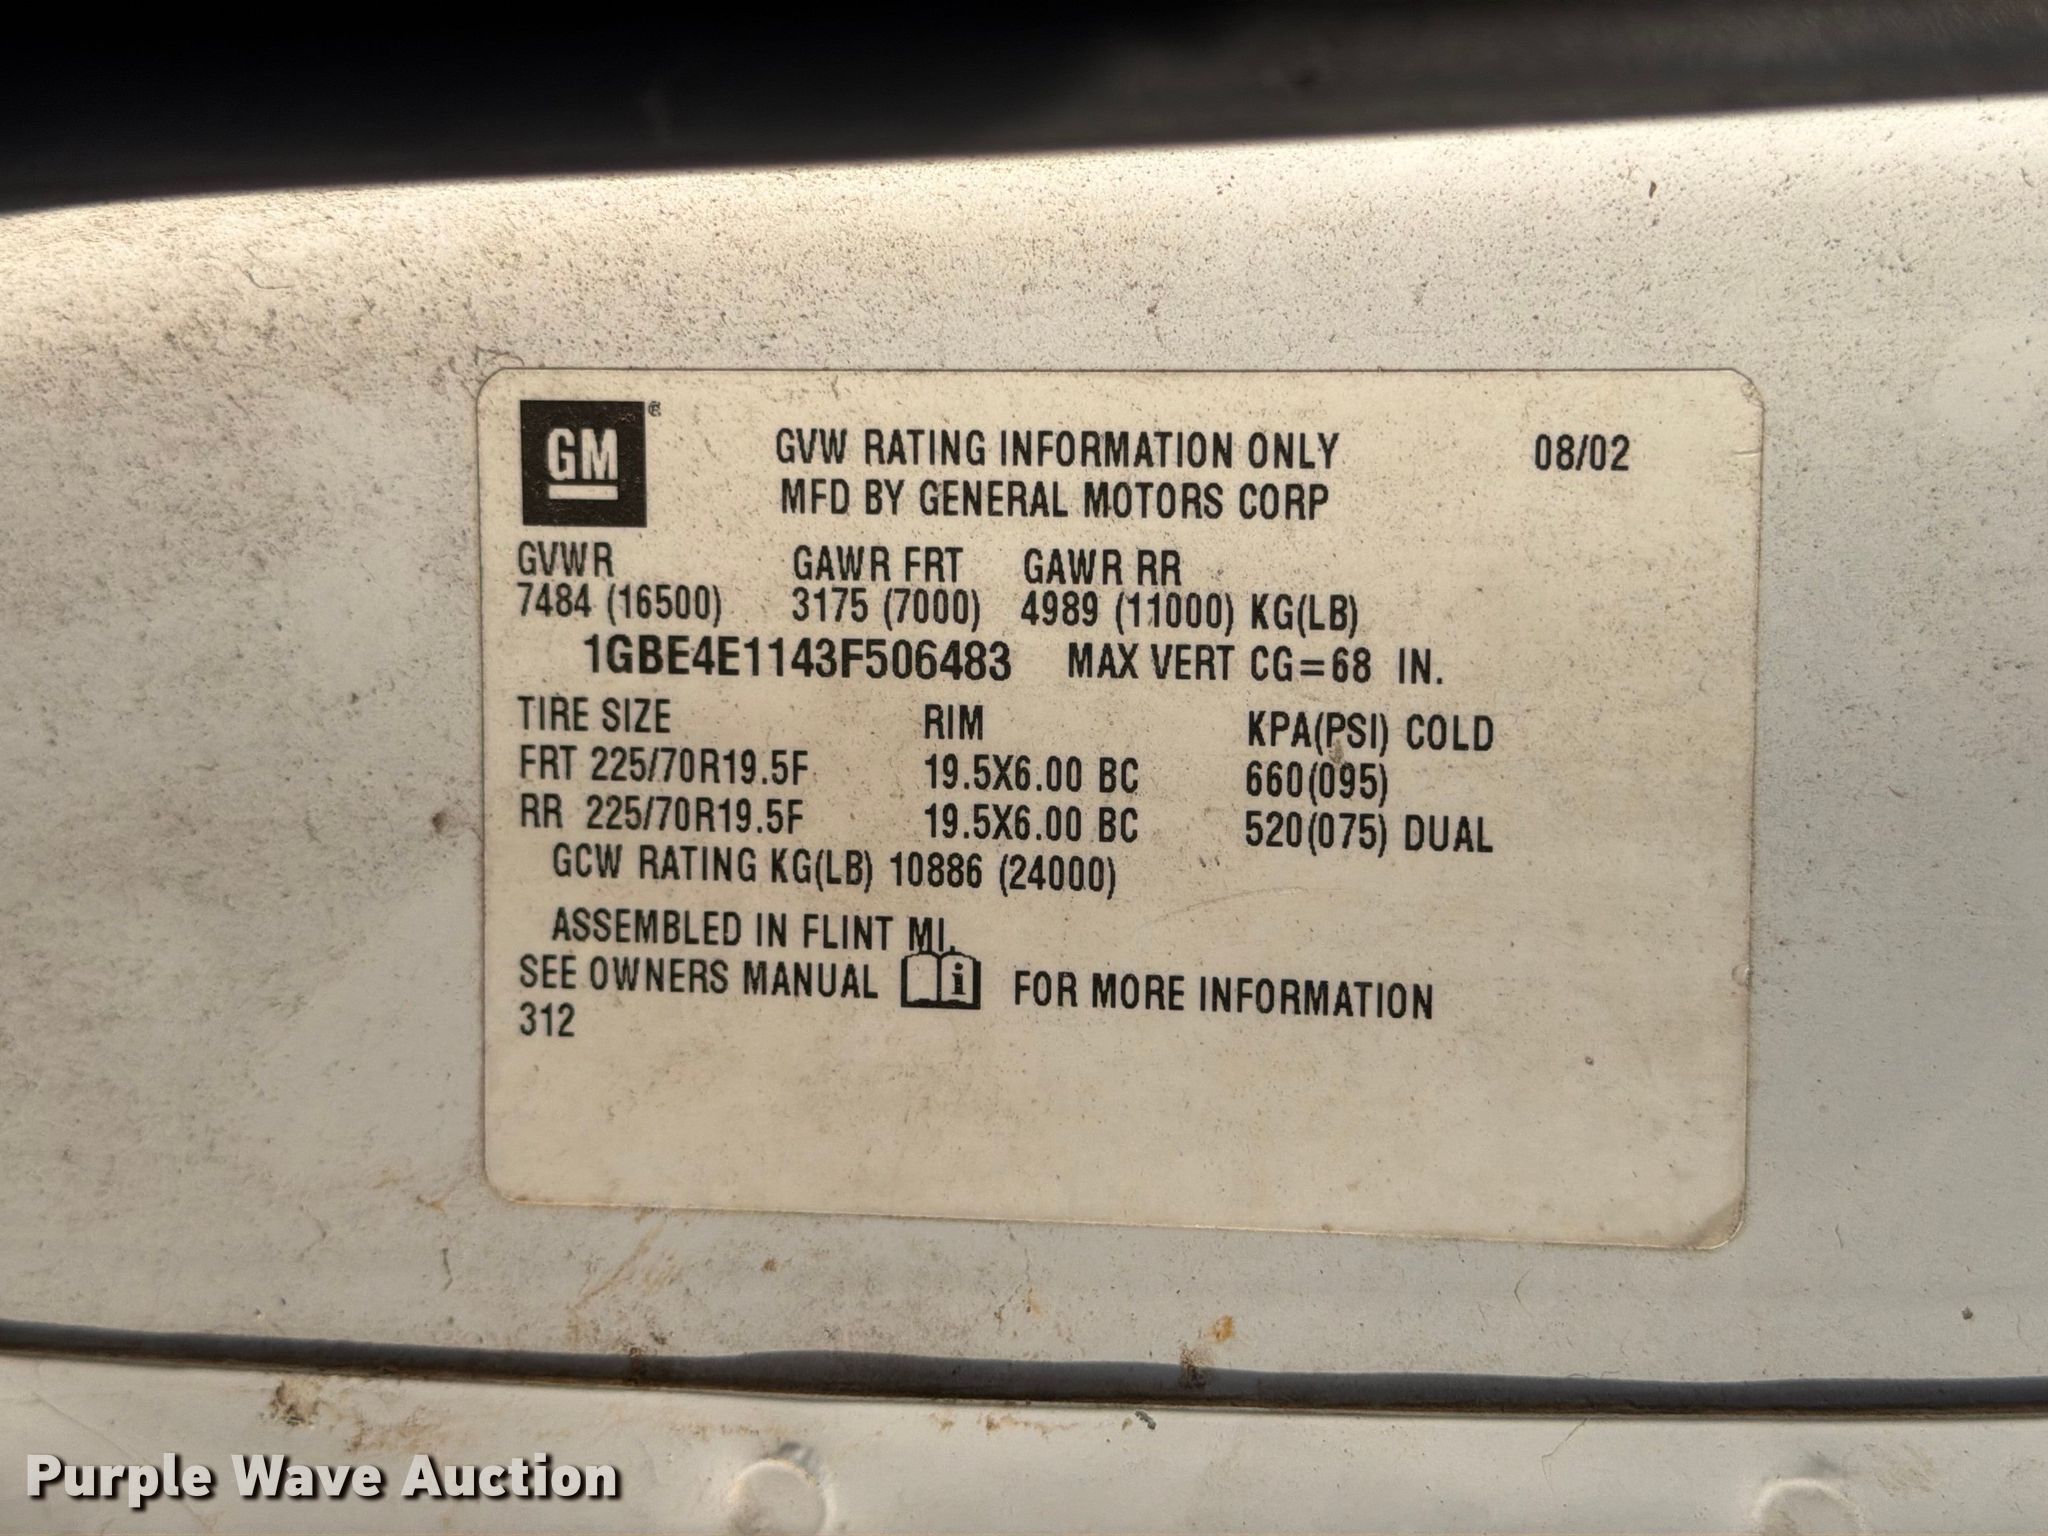 GM ®
GVW RATING INFORMATION ONLY 08/02
MFD BY GENERAL MOTORS CORP
GVWR GAWR FRT GAWR RR
7484 (16500) 3175 (7000) 4989 (11000) KG(LB)
1GBE4E1143F506483 MAX VERT CG=68 IN.
TIRE SIZE RIM KPA(PSI) COLD
FRT 225/70R19.5F 19.5X6.00 BC 660(095)
RR 225/70R19.5F 19.5X6.00 BC 520(075) DUAL
GCW RATING KG(LB) 10886 (24000)
ASSEMBLED IN FLINT MI.
SEE OWNERS MANUAL i FOR MORE INFORMATION
312
Purple Wave Auction